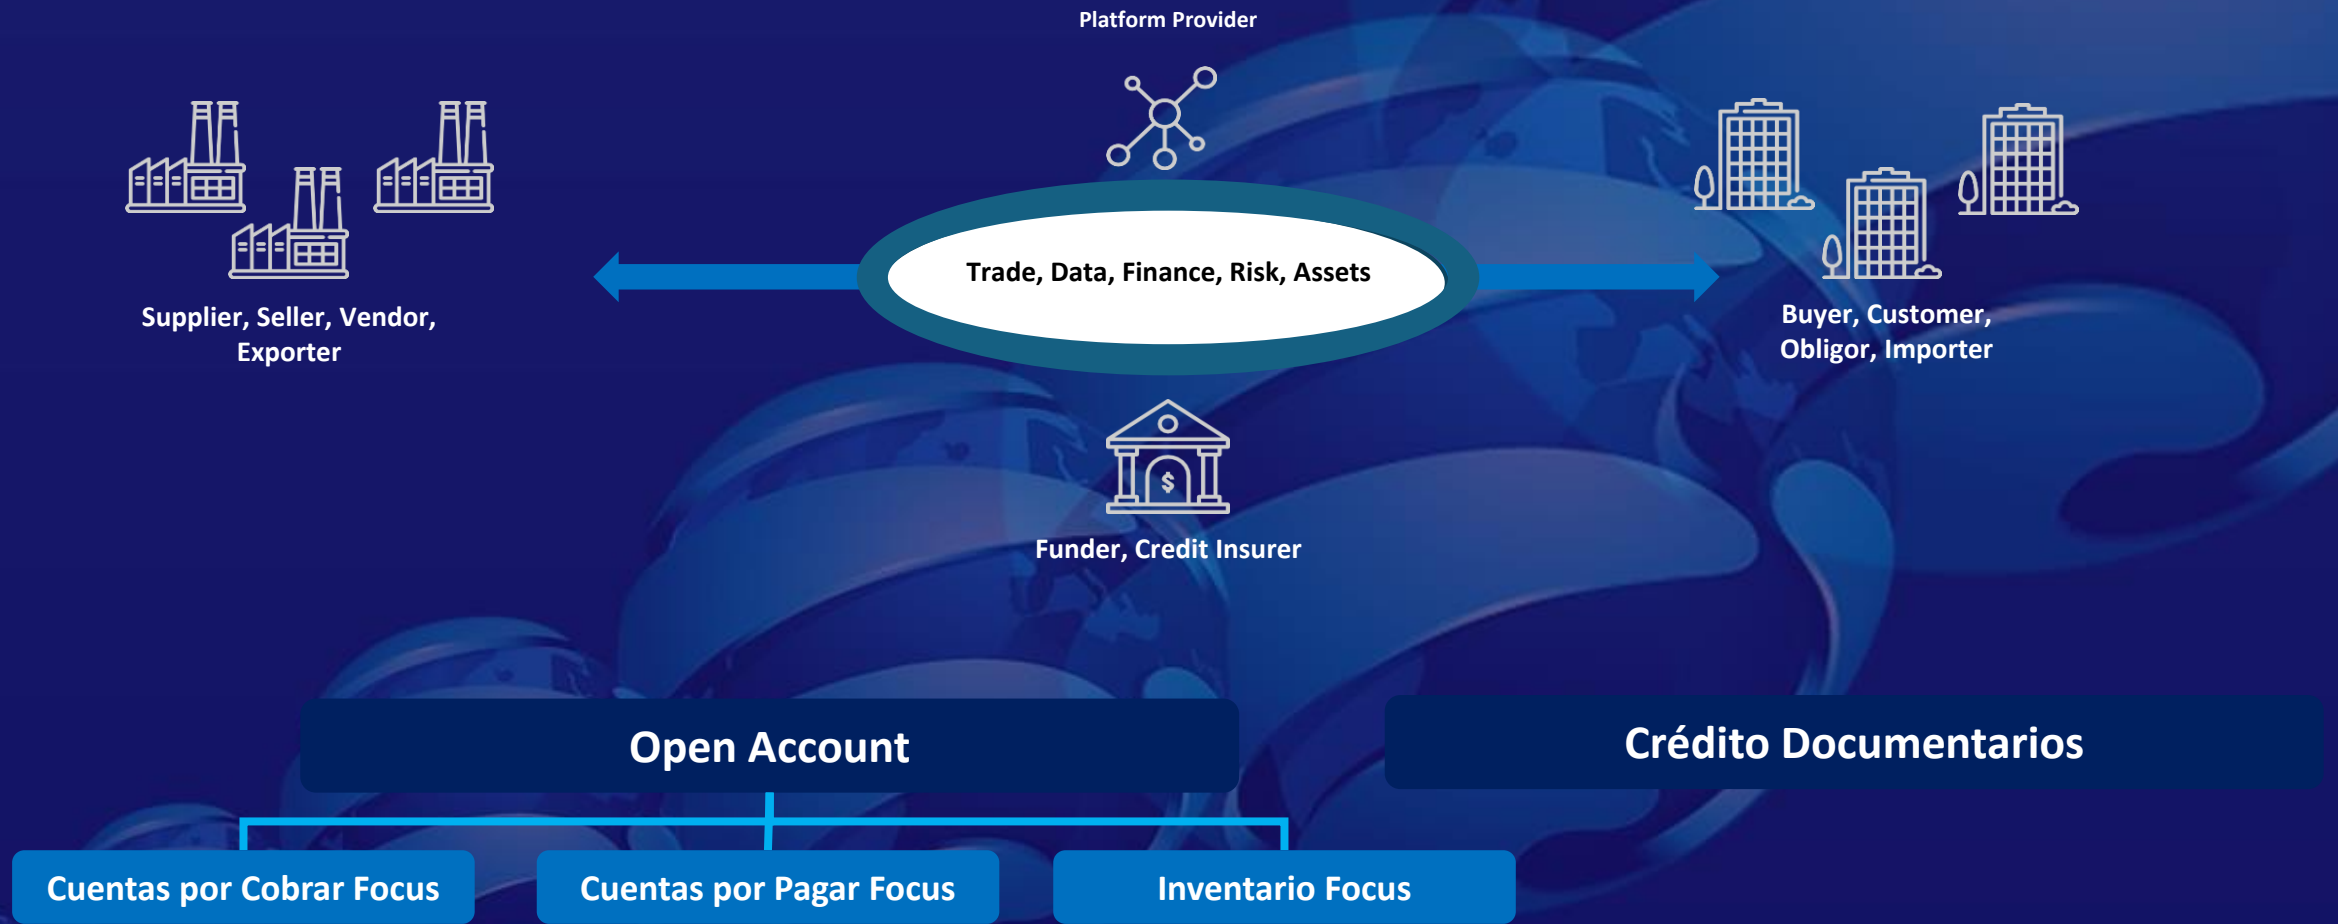 Platform Provider
Trade, Data, Finance, Risk, Assets
Supplier, Seller, Vendor,
Exporter
Buyer, Customer,
Obligor, Importer
$
Funder, Credit Insurer
Open Account
Crédito Documentarios
Cuentas por Cobrar Focus
Cuentas por Pagar Focus
Inventario Focus